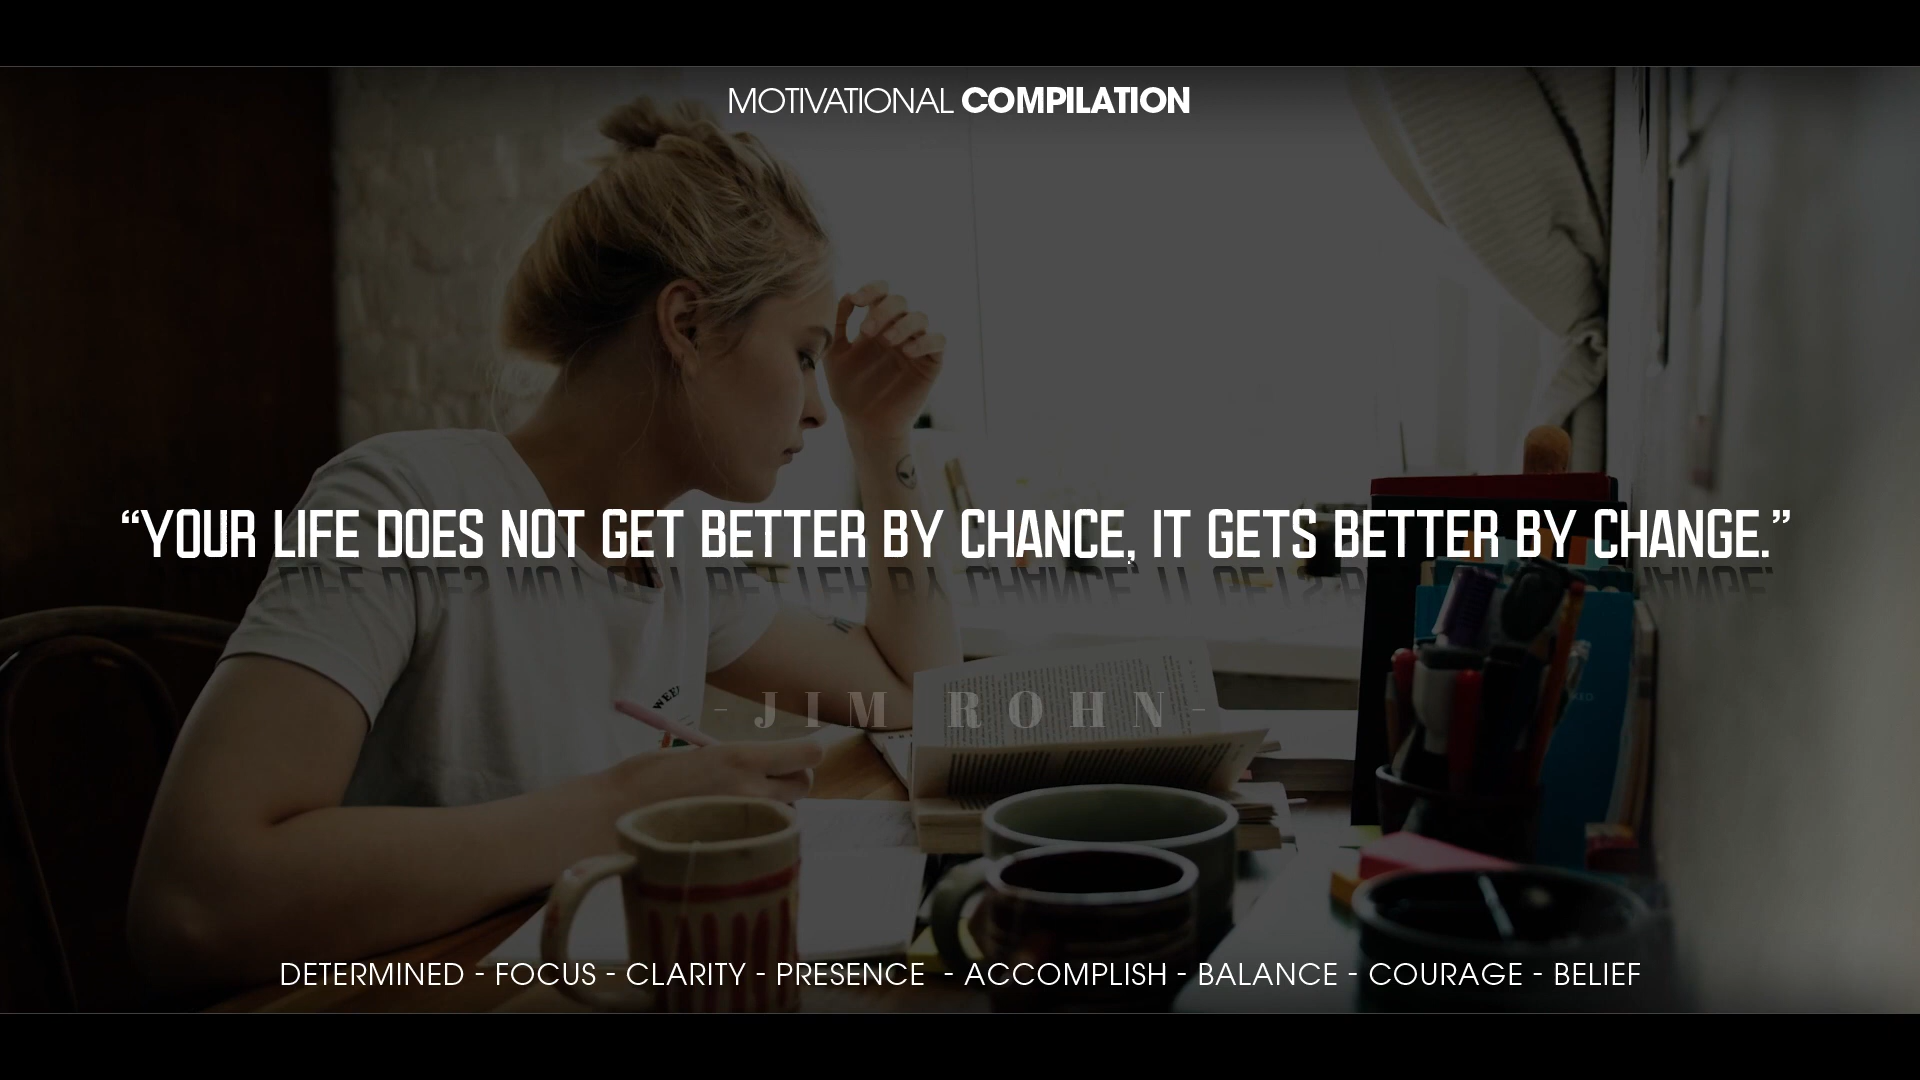 MOTIVATIONAL COMPILATION
“YOUR LIFE DOES NOT GET BETTER BY CHANCE, IT GETS BETTER BY CHANGE.”
WEEK
- JIM ROHN -
DETERMINED - FOCUS - CLARITY - PRESENCE - ACCOMPLISH - BALANCE - COURAGE - BELIEF